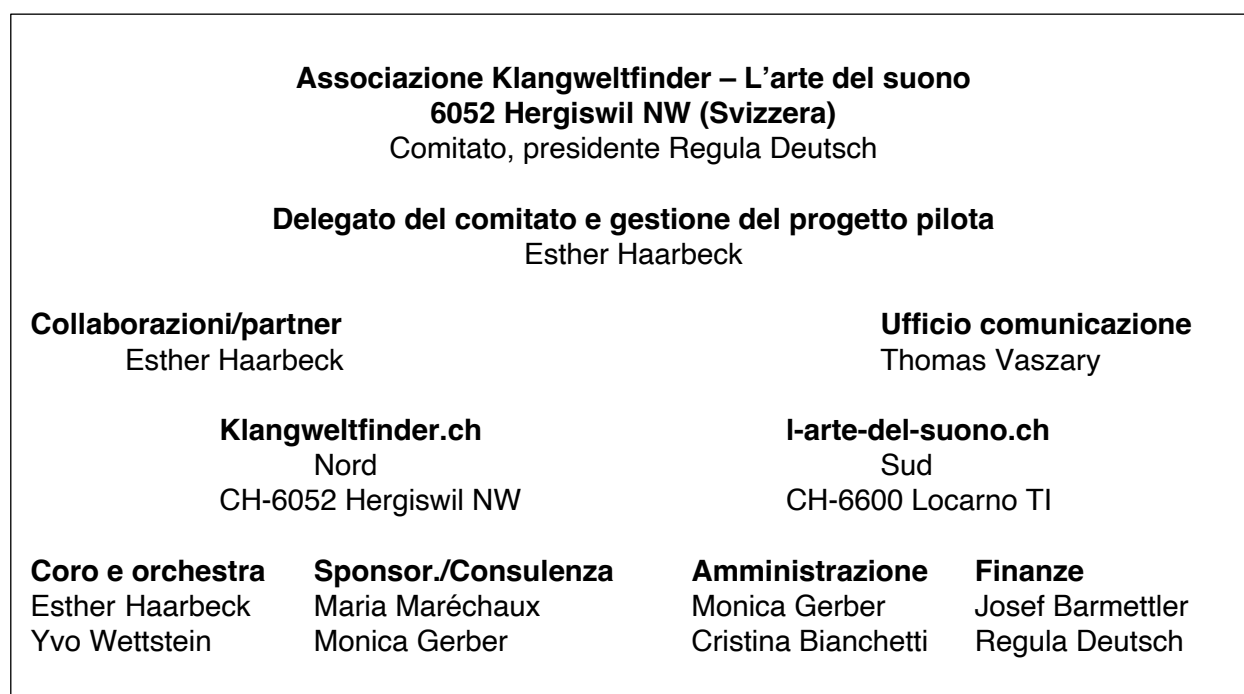 Associazione Klangweltfinder – L’arte del suono
6052 Hergiswil NW (Svizzera)
Comitato, presidente Regula Deutsch
Delegato del comitato e gestione del progetto pilota
Esther Haarbeck
Collaborazioni/partner Ufficio comunicazione
Esther Haarbeck Thomas Vaszary
Klangweltfinder.ch l-arte-del-suono.ch
Nord Sud
CH-6052 Hergiswil NW CH-6600 Locarno TI
Coro e orchestra Sponsor./Consulenza Amministrazione Finanze
Esther Haarbeck Maria Maréchaux Monica Gerber Josef Barmettler
Yvo Wettstein Monica Gerber Cristina Bianchetti Regula Deutsch